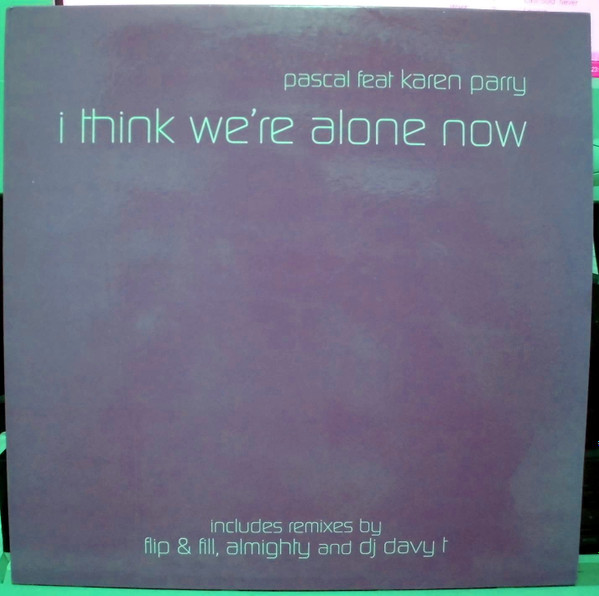 pascal feat karen parry
i think we're alone now
includes remixes by
flip & fill, almighty and dj davy t